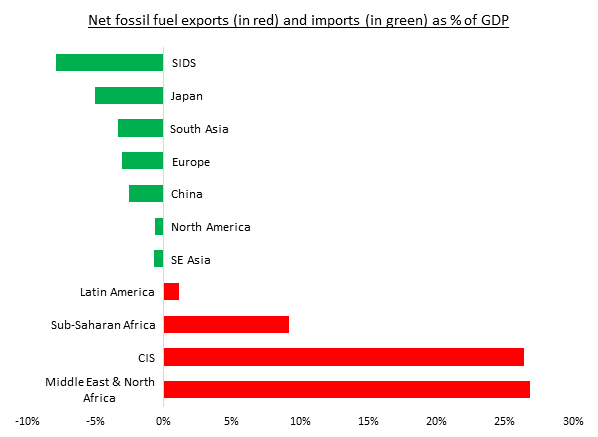 Net fossil fuel exports (in red) and imports (in green) as % of GDP
SIDS
Japan
South Asia
Europe
China
North America
SE Asia
Latin America
Sub-Saharan Africa
CIS
Middle East & North
Africa
-10% -5% 0% 5% 10% 15% 20% 25% 30%